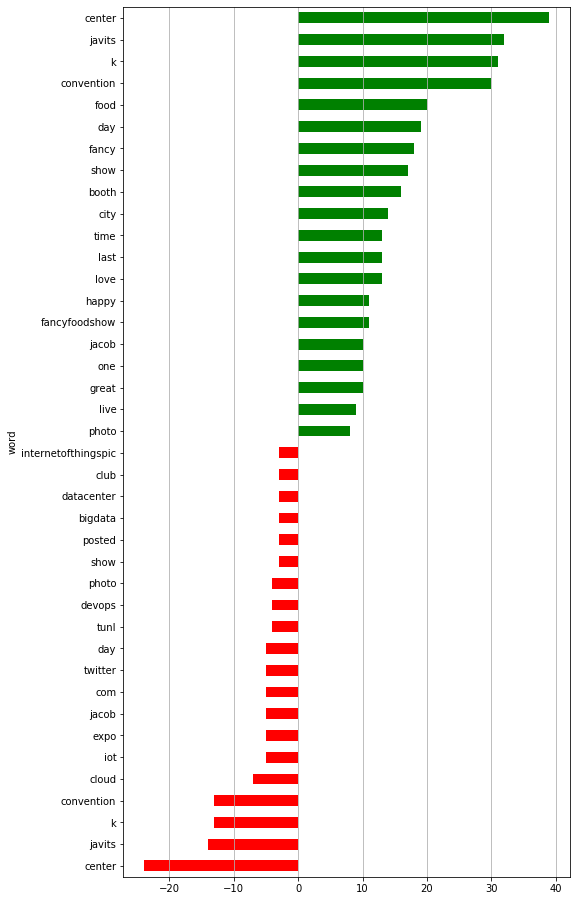 center
javits
k
convention
food
day
fancy
show
booth
city
time
last
love
happy
fancyfoodshow
jacob
one
great
live
photo
word
internetofthingspic
club
datacenter
bigdata
posted
show
photo
devops
tunl
day
twitter
com
jacob
expo
iot
cloud
convention
k
javits
center
−20 −10 0 10 20 30 40